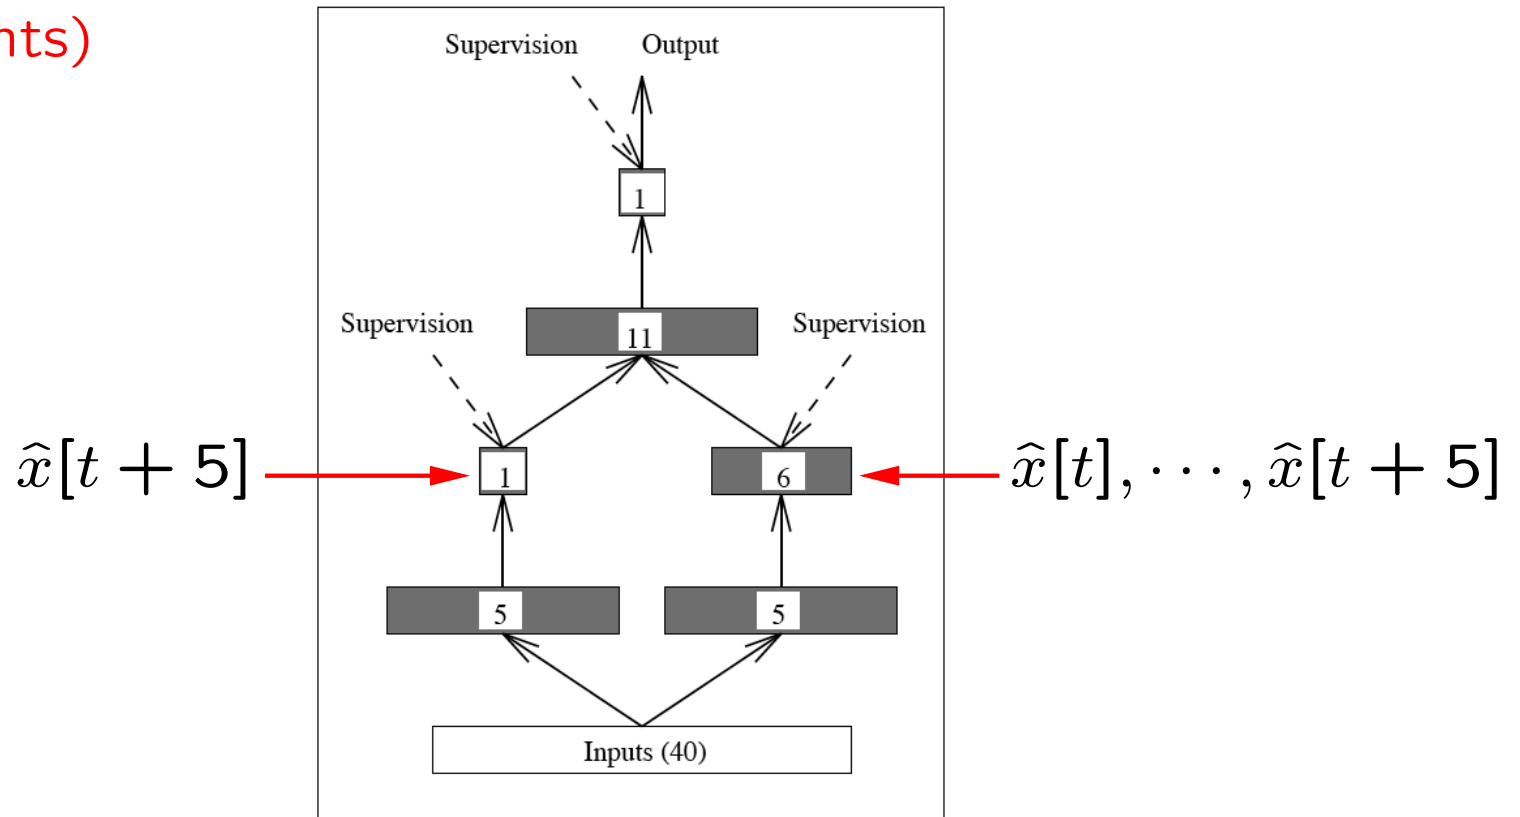 nts)
Supervision Output
1
Supervision 11 Supervision
x̂[t + 5] 1 6 x̂[t], ⋯ , x̂[t + 5]
5 5
Inputs (40)